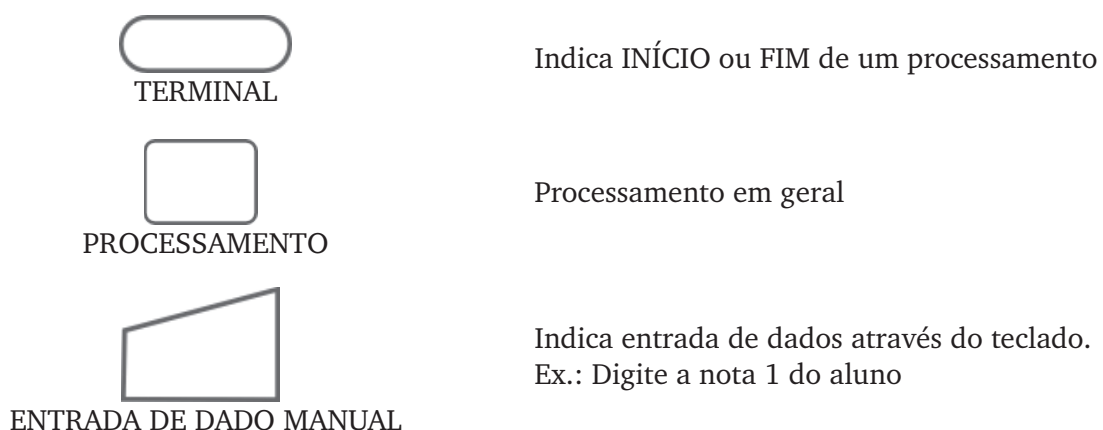 Indica INÍCIO ou FIM de um processamento
TERMINAL
Processamento em geral
PROCESSAMENTO
Indica entrada de dados através do teclado.
Ex.: Digite a nota 1 do aluno
ENTRADA DE DADO MANUAL